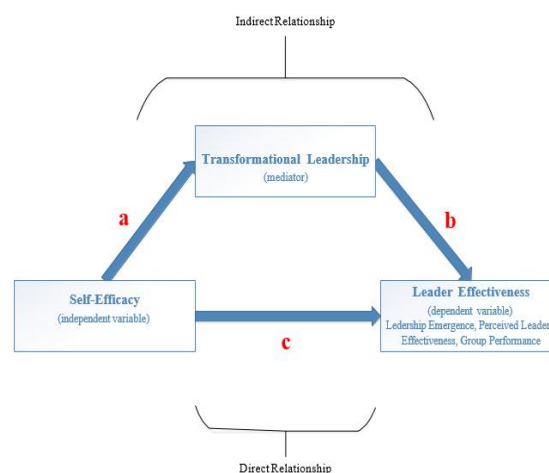 Indirect Relationship
Transformational Leadership
(mediator)
a
b
Self-Efficacy
(independent variable)
Leader Effectiveness
(dependent variable)
Ledership Emergence, Perceived Leader
Effectiveness, Group Performance
c
Direct Relationship